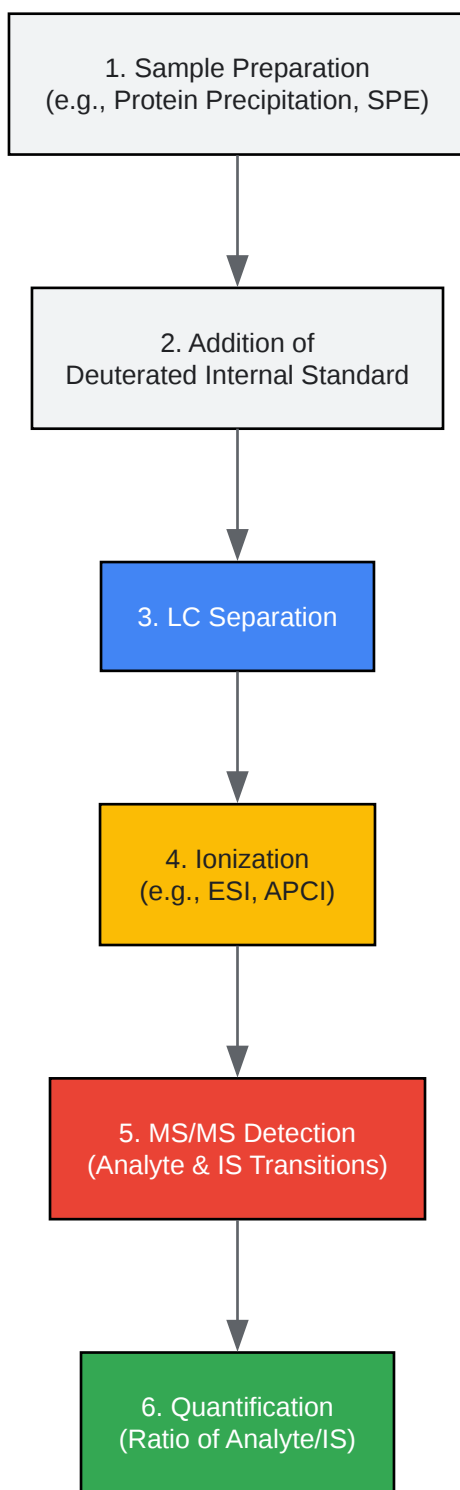 1. Sample Preparation
(e.g., Protein Precipitation, SPE)
2. Addition of
Deuterated Internal Standard
3. LC Separation
4. Ionization
(e.g., ESI, APCI)
5. MS/MS Detection
(Analyte & IS Transitions)
6. Quantification
(Ratio of Analyte/IS)